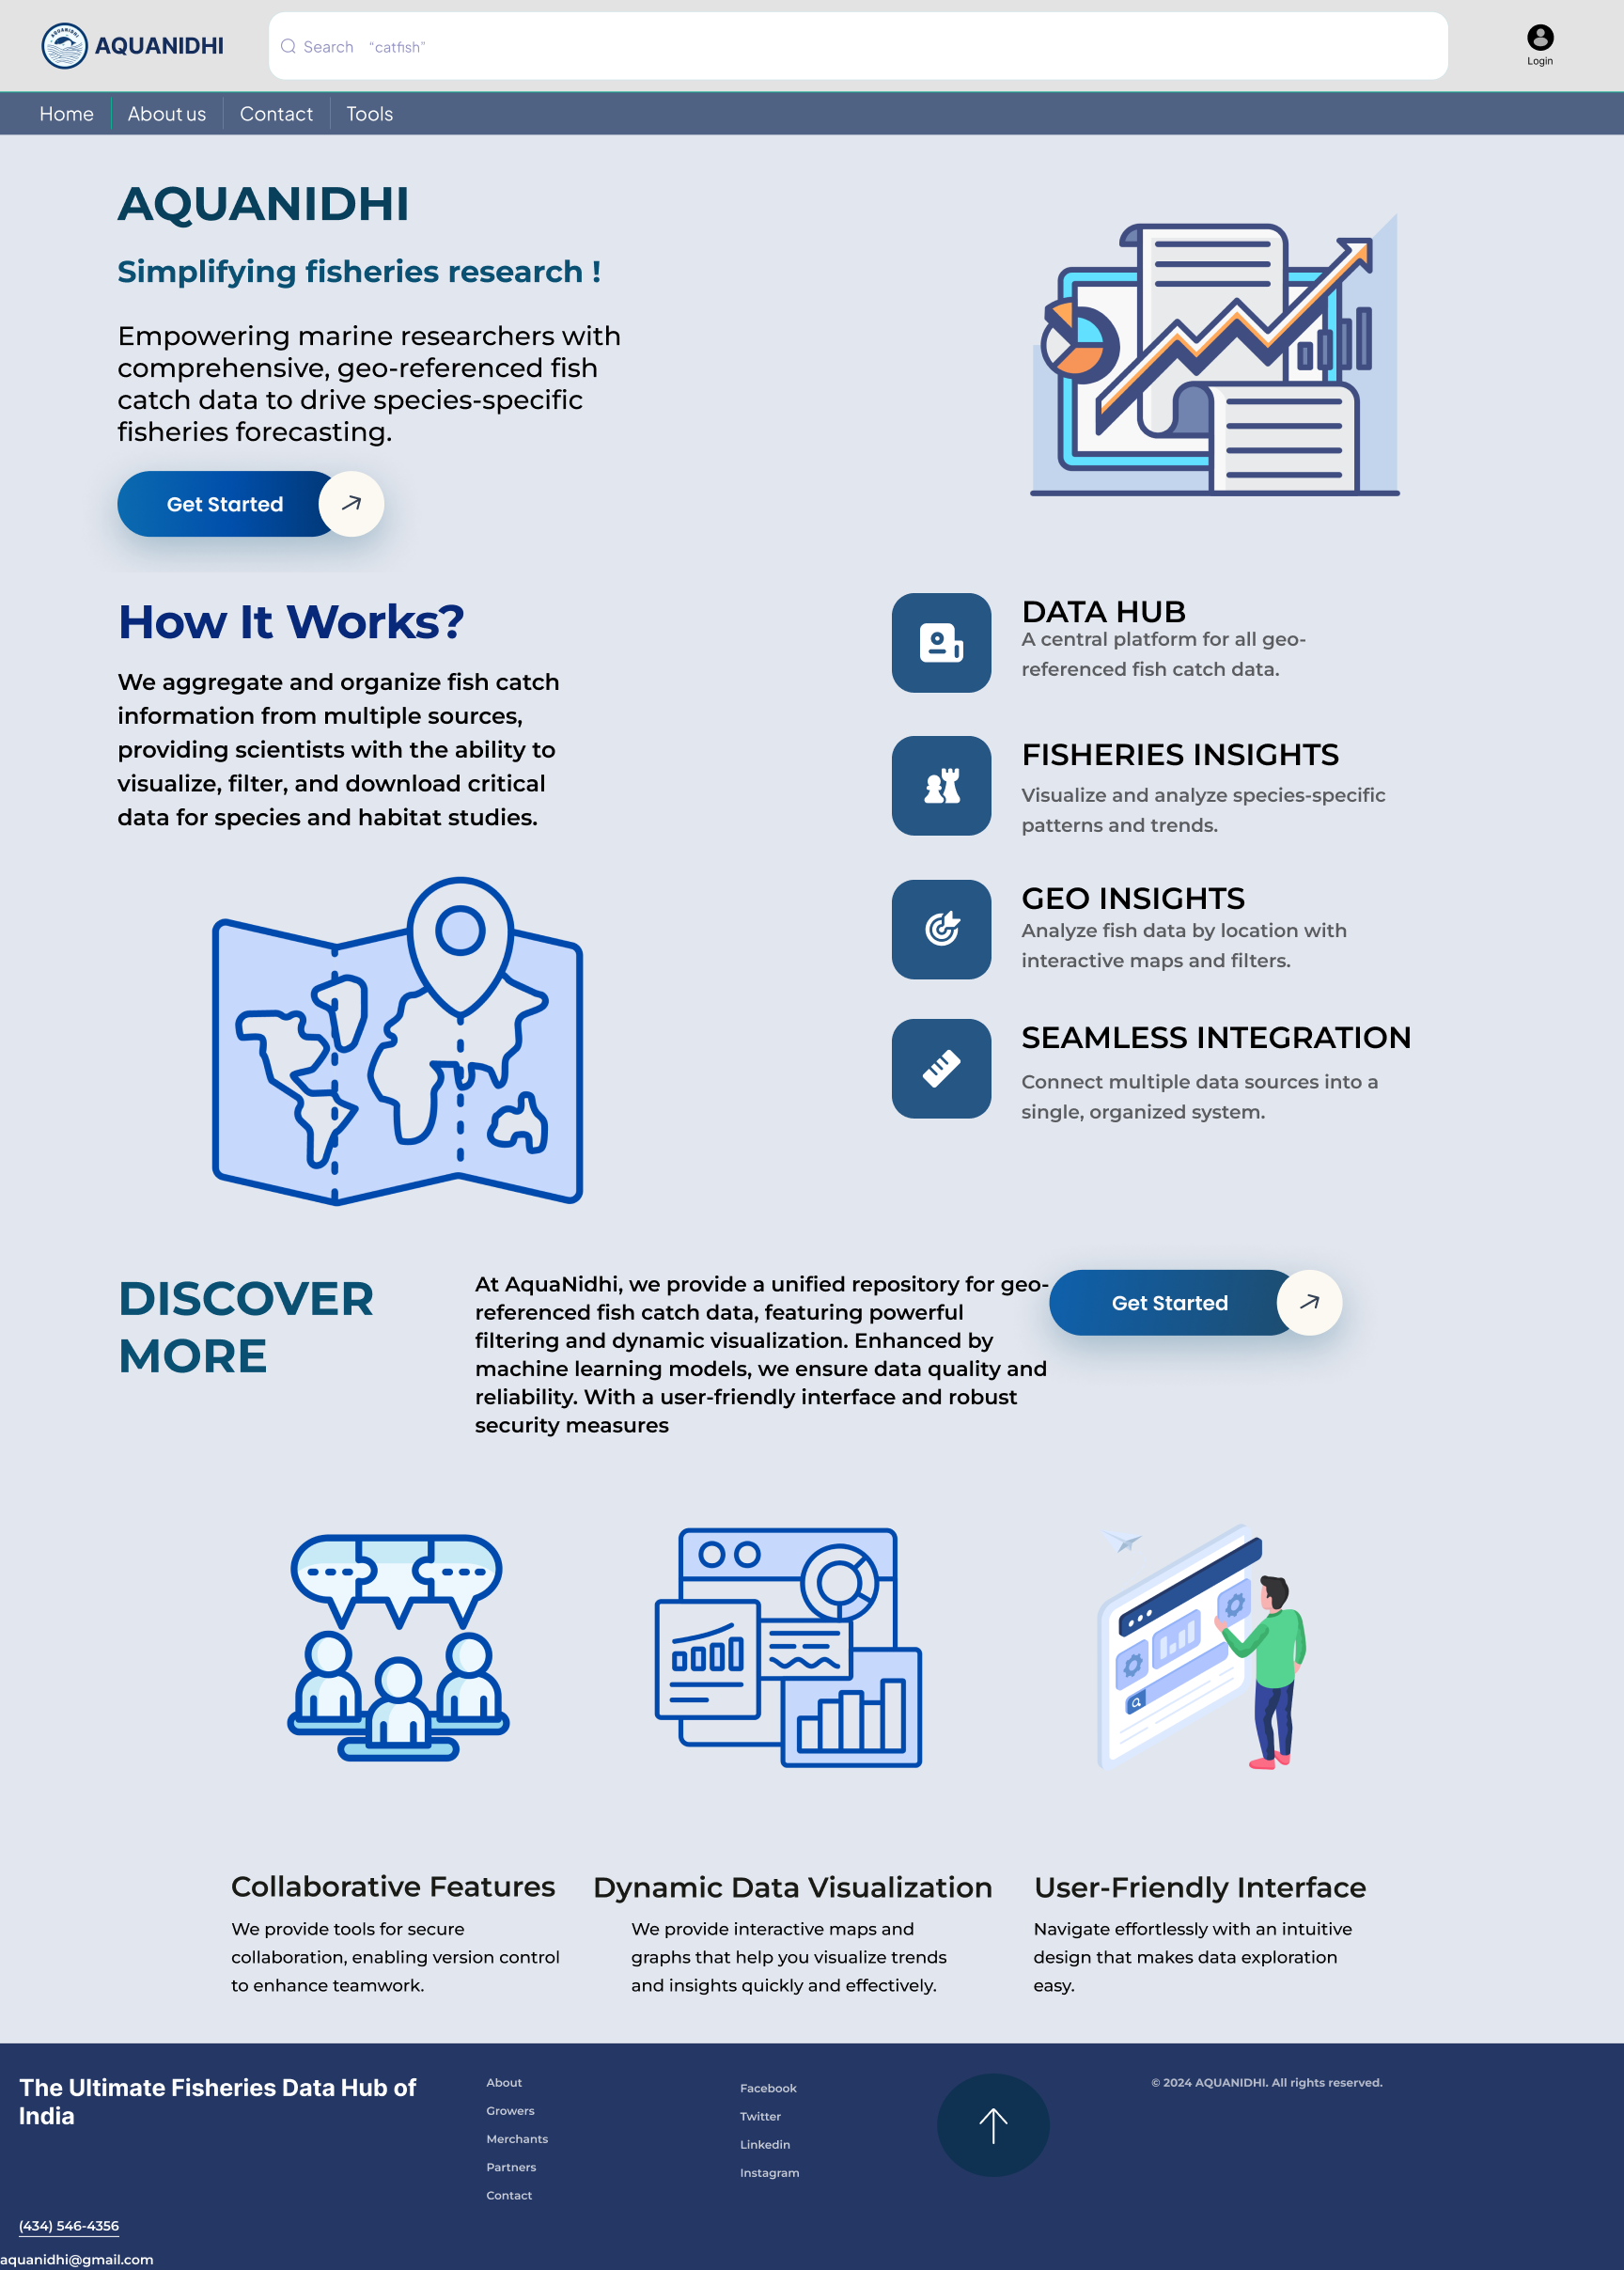 AQUANIDHI
AQUANIDHI
Search “catfish”
Login
Home
About us
Contact
Tools
AQUANIDHI
Simplifying fisheries research !
Empowering marine researchers with
comprehensive, geo-referenced fish
catch data to drive species-specific
fisheries forecasting.
Get Started
How It Works?
We aggregate and organize fish catch
information from multiple sources,
providing scientists with the ability to
visualize, filter, and download critical
data for species and habitat studies.
DATA HUB
A central platform for all geo-
referenced fish catch data.
FISHERIES INSIGHTS
Visualize and analyze species-specific
patterns and trends.
GEO INSIGHTS
Analyze fish data by location with
interactive maps and filters.
SEAMLESS INTEGRATION
Connect multiple data sources into a
single, organized system.
DISCOVER
MORE
At AquaNidhi, we provide a unified repository for geo-
referenced fish catch data, featuring powerful
filtering and dynamic visualization. Enhanced by
machine learning models, we ensure data quality and
reliability. With a user-friendly interface and robust
security measures
Get Started
Collaborative Features
We provide tools for secure
collaboration, enabling version control
to enhance teamwork.
Dynamic Data Visualization
We provide interactive maps and
graphs that help you visualize trends
and insights quickly and effectively.
User-Friendly Interface
Navigate effortlessly with an intuitive
design that makes data exploration
easy.
The Ultimate Fisheries Data Hub of
India
(434) 546-4356
aquanidhi@gmail.com
About
Growers
Merchants
Partners
Contact
Facebook
Twitter
Linkedin
Instagram
© 2024 AQUANIDHI. All rights reserved.